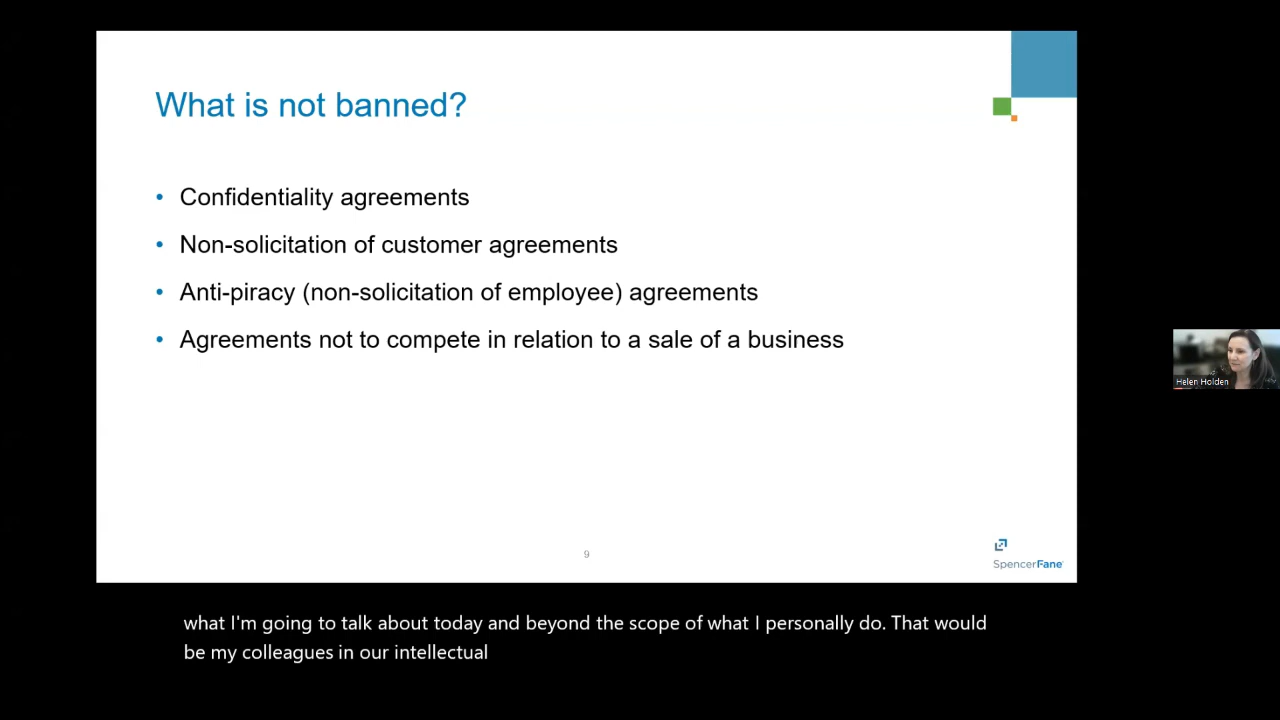 What is not banned?
• Confidentiality agreements
• Non-solicitation of customer agreements
• Anti-piracy (non-solicitation of employee) agreements
• Agreements not to compete in relation to a sale of a business
Helen Holden
9
SpencerFane
what I'm going to talk about today and beyond the scope of what I personally do. That would
be my colleagues in our intellectual